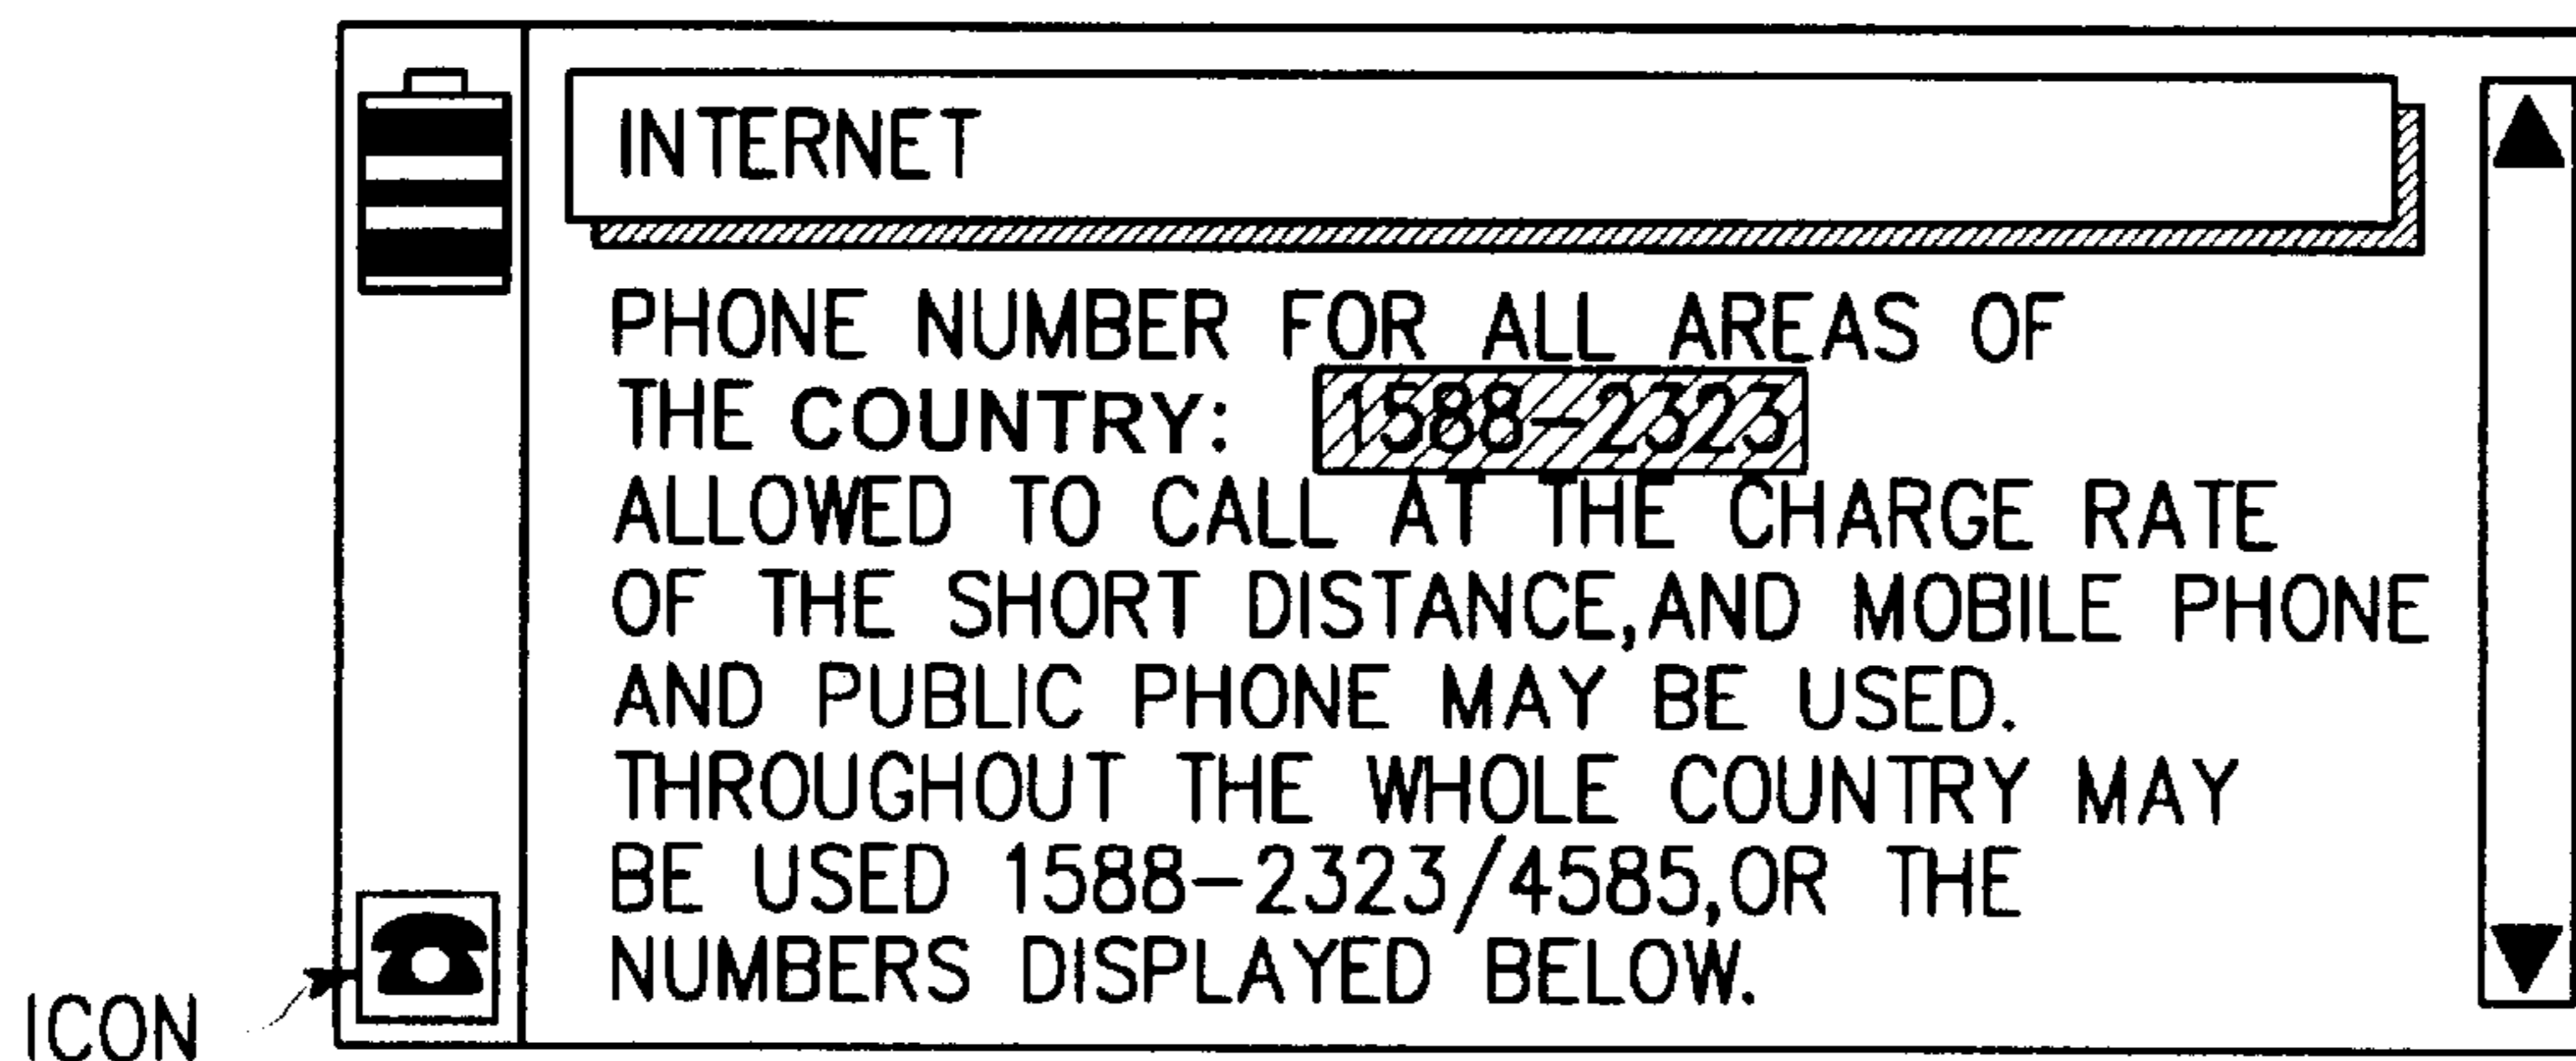 INTERNET
PHONE NUMBER FOR ALL AREAS OF
THE COUNTRY: 1588-2323
ALLOWED TO CALL AT THE CHARGE RATE
OF THE SHORT DISTANCE,AND MOBILE PHONE
AND PUBLIC PHONE MAY BE USED.
THROUGHOUT THE WHOLE COUNTRY MAY
BE USED 1588-2323/4585,OR THE
NUMBERS DISPLAYED BELOW.
ICON